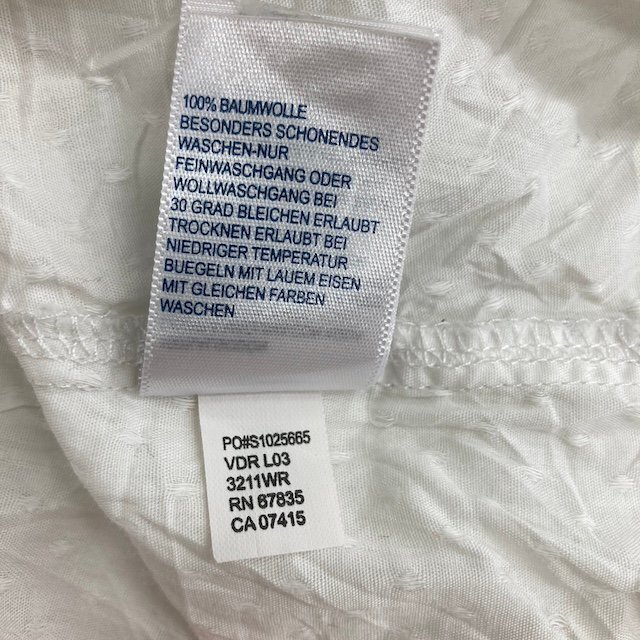 100% BAUMWOLLE
BESONDERS SCHONENDES
WASCHEN-NUR
FEINWASCHGANG ODER
WOLLWASCHGANG BEI
30 GRAD BLEICHEN ERLAUBT
TROCKNEN ERLAUBT BEI
NIEDRIGER TEMPERATUR
BUEGELN MIT LAUEM EISEN
MIT GLEICHEN FARBEN
WASCHEN
PO#S1025665
VDR L03
3211WR
RN 67835
CA 07415